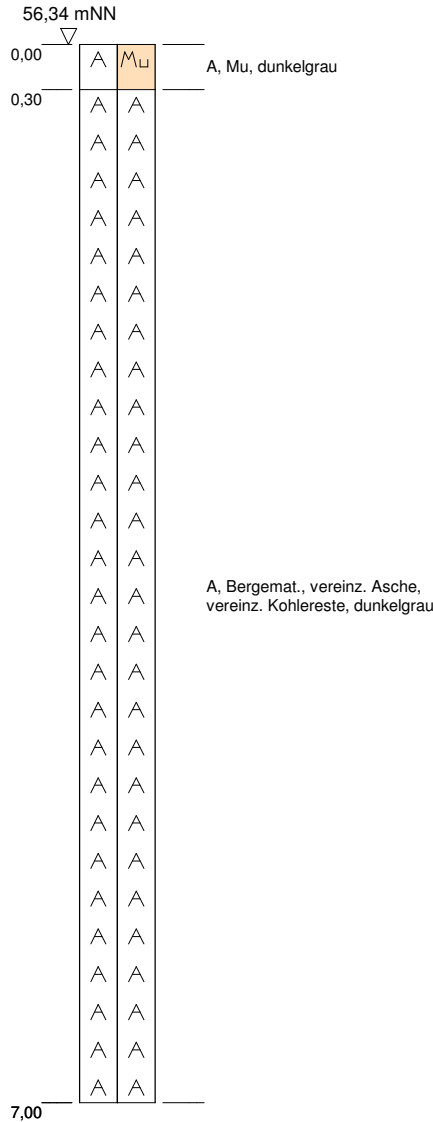 56,34 mNN
0,00
A Mu
A, Mu, dunkelgrau
0,30
A A
A A
A A
A A
A A
A A
A A
A A
A A
A A
A A
A A
A A
A A
A, Bergemat., vereinz. Asche,
vereinz. Kohlereste, dunkelgrau
A A
A A
A A
A A
A A
A A
A A
A A
A A
A A
A A
A A
A A
7,00